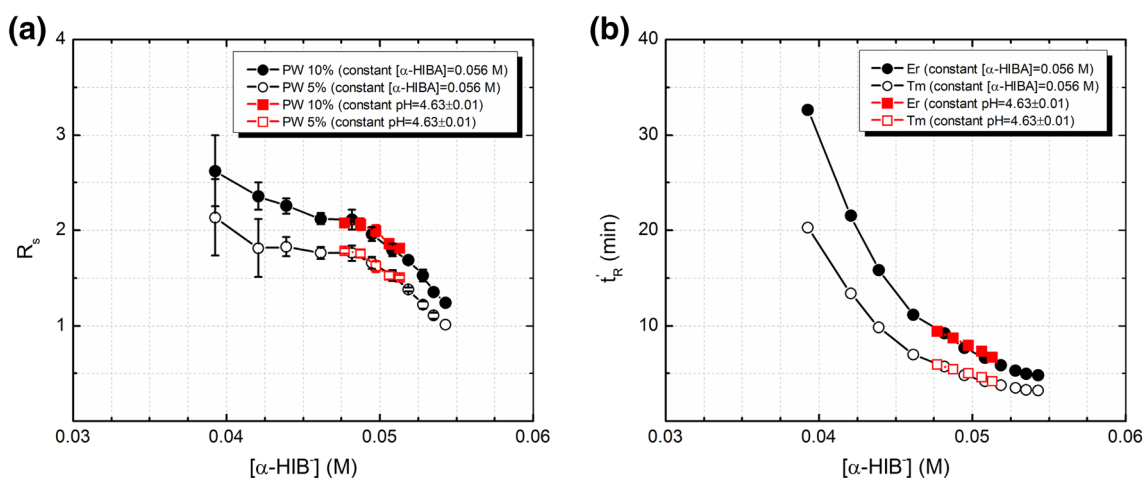 (a)
4
3
2
1
R_s
PW 10% (constant [α-HIBA]=0.056 M)
PW 5% (constant [α-HIBA]=0.056 M)
PW 10% (constant pH=4.63±0.01)
PW 5% (constant pH=4.63±0.01)
0.03 0.04 0.05 0.06
[α-HIB⁻] (M)
(b)
40
30
20
10
0
t'_R (min)
Er (constant [α-HIBA]=0.056 M)
Tm (constant [α-HIBA]=0.056 M)
Er (constant pH=4.63±0.01)
Tm (constant pH=4.63±0.01)
0.03 0.04 0.05 0.06
[α-HIB⁻] (M)